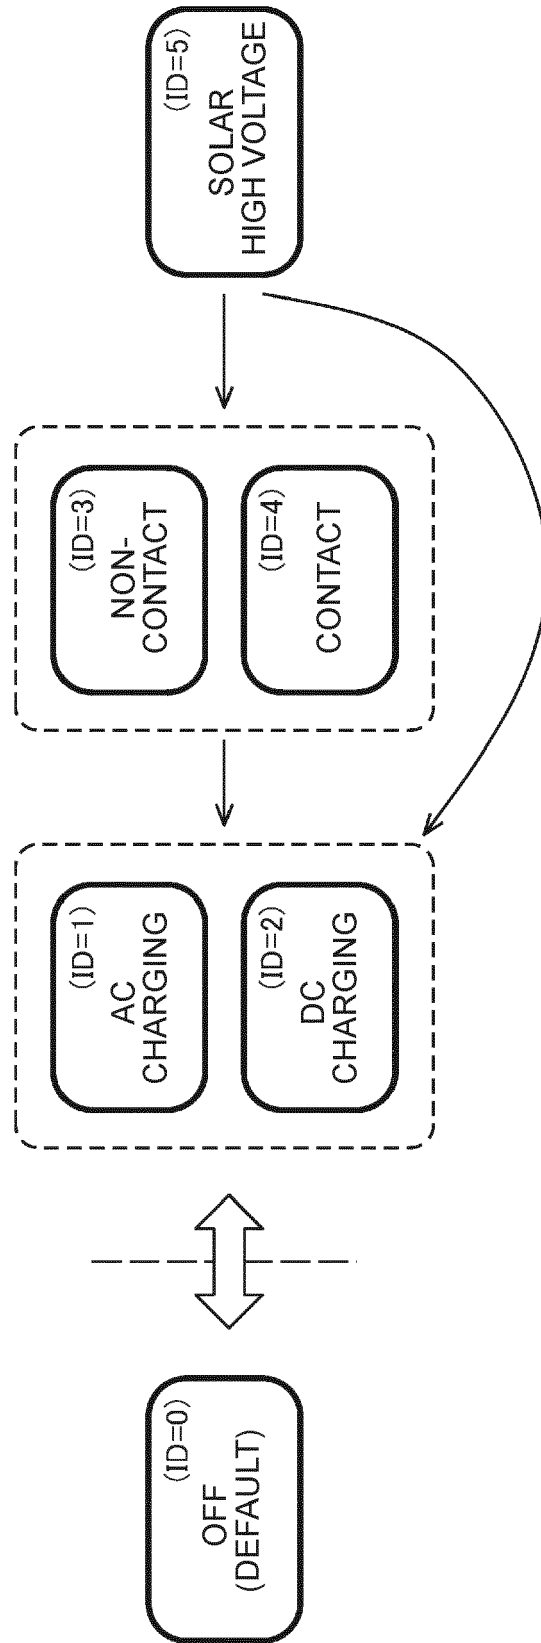 (ID=0)
OFF
(DEFAULT)
(ID=1)
AC
CHARGING
(ID=2)
DC
CHARGING
(ID=3)
NON-
CONTACT
(ID=4)
CONTACT
(ID=5)
SOLAR
HIGH VOLTAGE